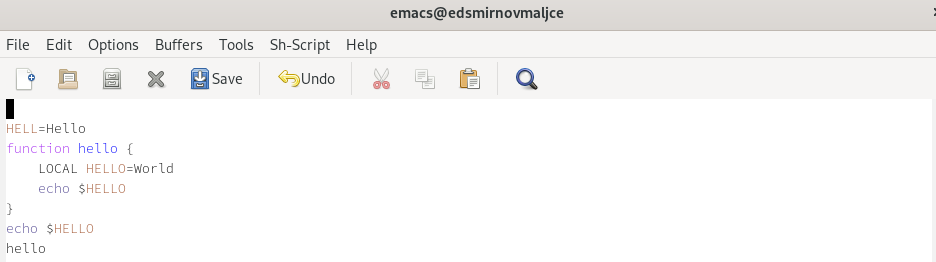 emacs@edsmirnovmaljce
File Edit Options Buffers Tools Sh-Script Help
Save Undo
HELL=Hello
function hello {
    LOCAL HELLO=World
    echo $HELLO
}
echo $HELLO
hello